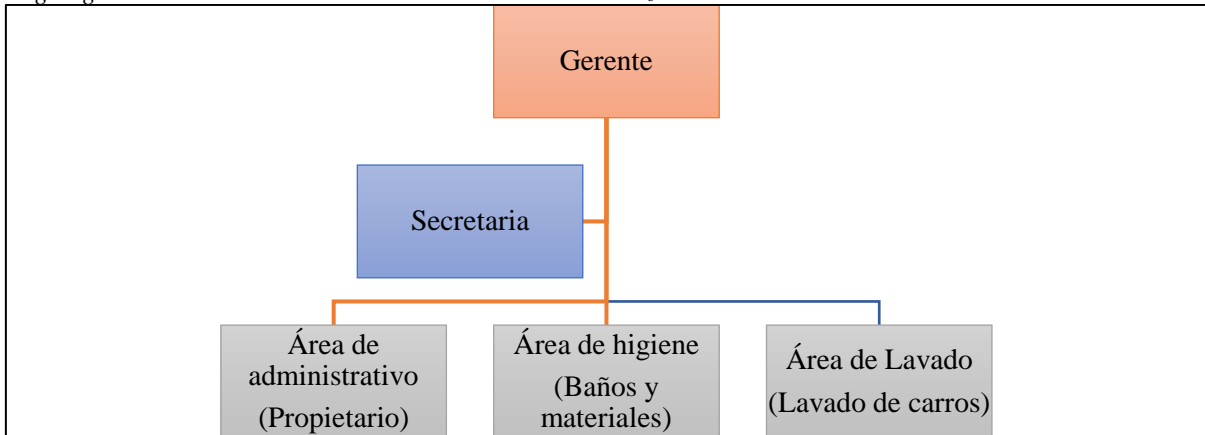 Gerente
Secretaria
Área de
administrativo
(Propietario)
Área de higiene
(Baños y
materiales)
Área de Lavado
(Lavado de carros)